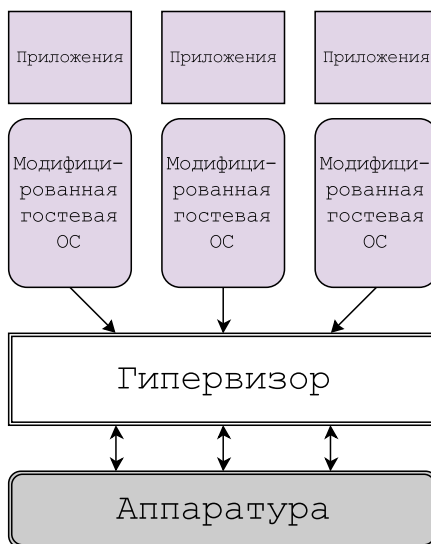 Приложения Приложения Приложения
Модифици-
рованная
гостевая
ОС
Модифици-
рованная
гостевая
ОС
Модифици-
рованная
гостевая
ОС
Гипервизор
Аппаратура